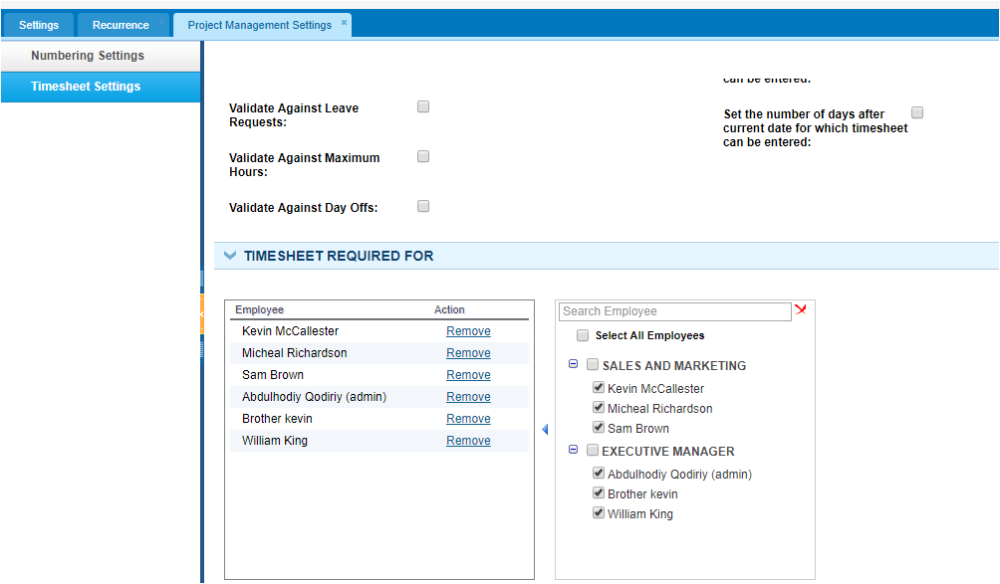 Settings
Recurrence
Project Management Settings
Numbering Settings
Timesheet Settings
can be entered:
Validate Against Leave
Requests:
Set the number of days after
current date for which timesheet
can be entered:
Validate Against Maximum
Hours:
Validate Against Day Offs:
TIMESHEET REQUIRED FOR
Employee Action
Kevin McCallester Remove
Micheal Richardson Remove
Sam Brown Remove
Abdulhodiy Qodiriy (admin) Remove
Brother kevin Remove
William King Remove
Search Employee
Select All Employees
SALES AND MARKETING
Kevin McCallester
Micheal Richardson
Sam Brown
EXECUTIVE MANAGER
Abdulhodiy Qodiriy (admin)
Brother kevin
William King